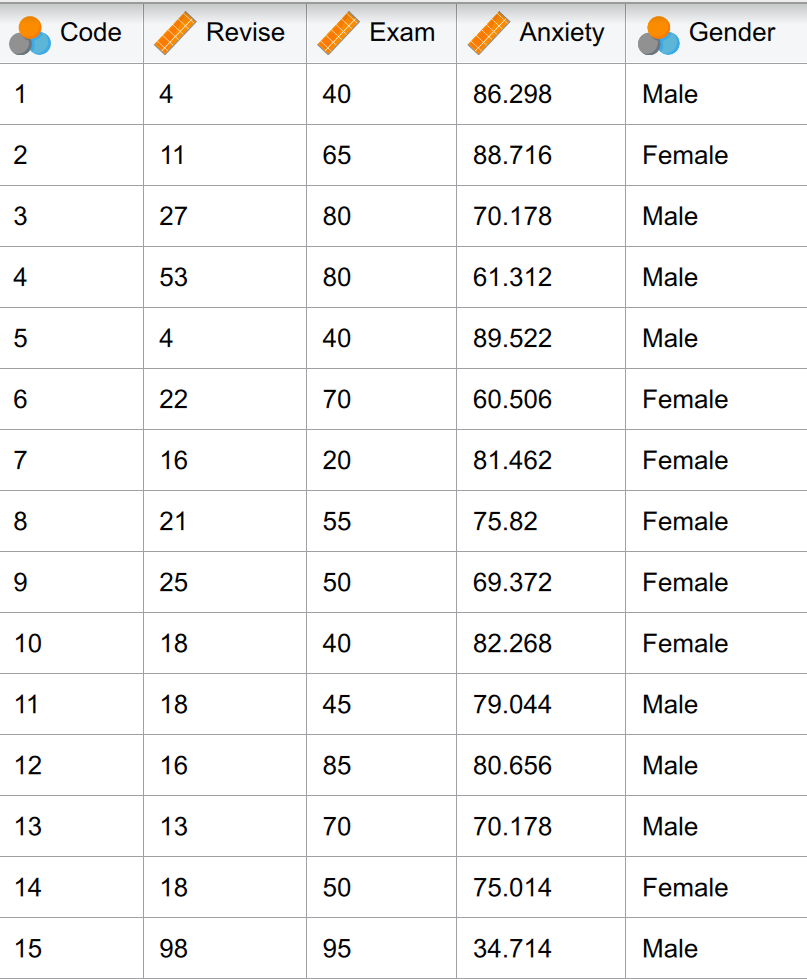 Code Revise Exam Anxiety Gender
1 4 40 86.298 Male
2 11 65 88.716 Female
3 27 80 70.178 Male
4 53 80 61.312 Male
5 4 40 89.522 Male
6 22 70 60.506 Female
7 16 20 81.462 Female
8 21 55 75.82 Female
9 25 50 69.372 Female
10 18 40 82.268 Female
11 18 45 79.044 Male
12 16 85 80.656 Male
13 13 70 70.178 Male
14 18 50 75.014 Female
15 98 95 34.714 Male